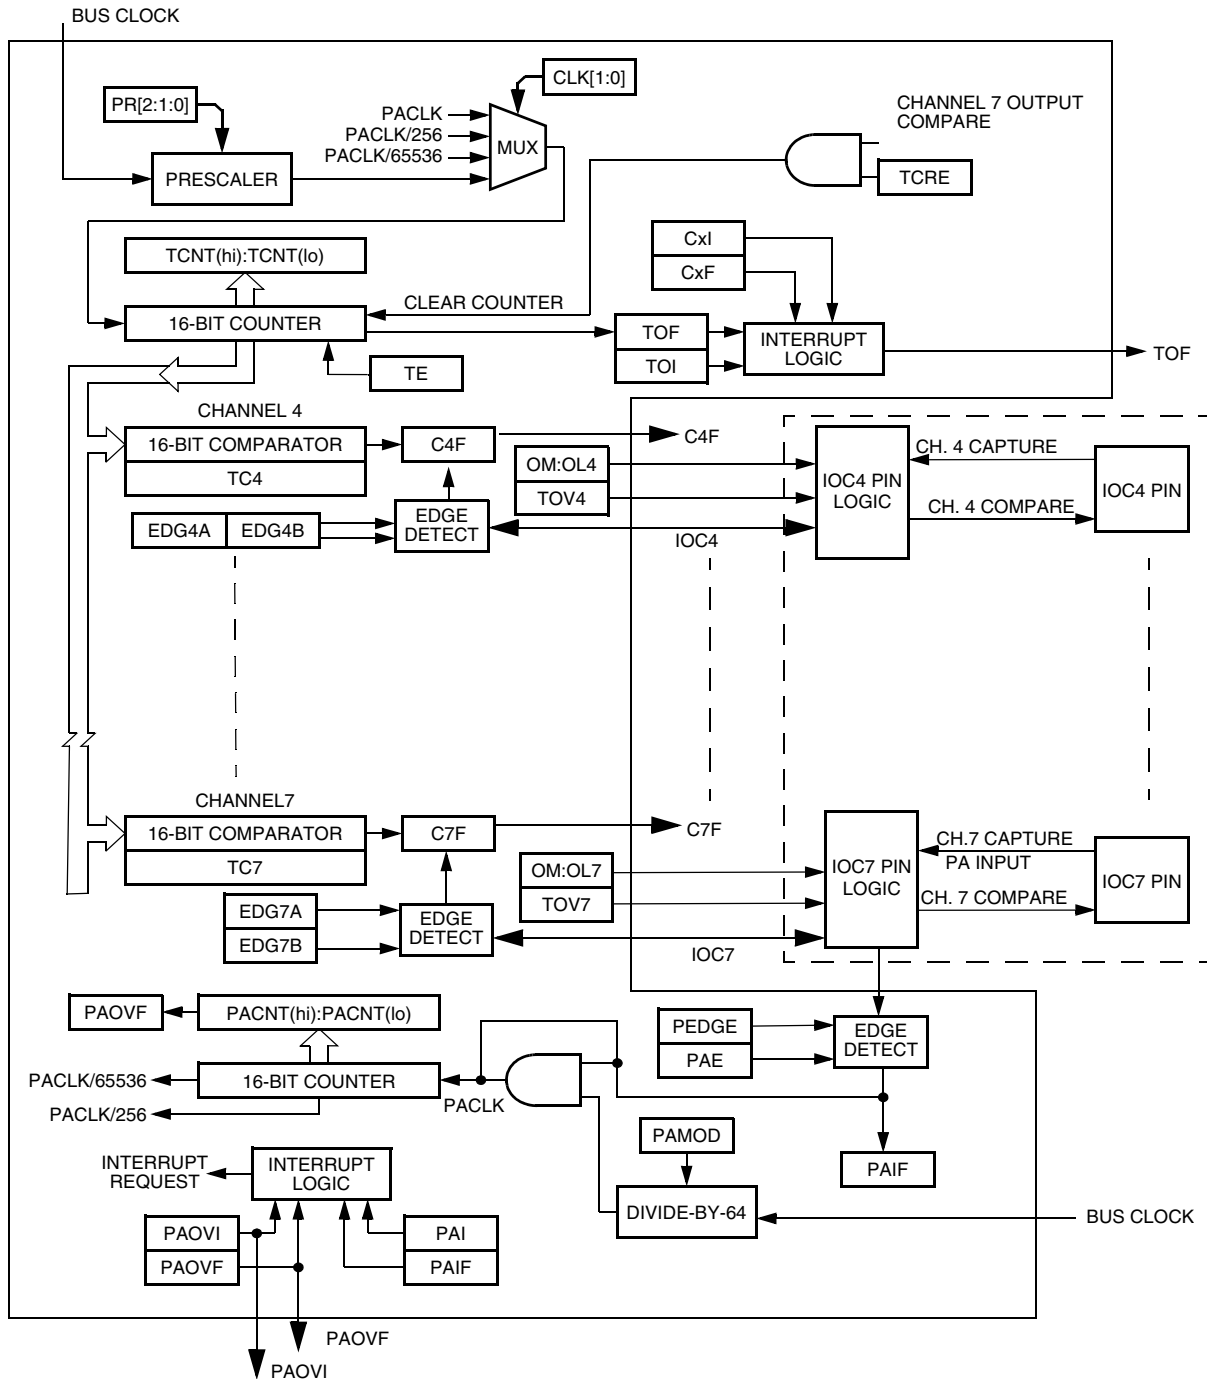 BUS CLOCK
CLK[1:0]
PR[2:1:0]
PACLK
PACLK/256
PACLK/65536
MUX
PRESCALER
CHANNEL 7 OUTPUT
COMPARE
TCRE
TCNT(hi):TCNT(lo)
CxI
CxF
CLEAR COUNTER
16-BIT COUNTER
TOF
TOI
INTERRUPT
LOGIC
TOF
TE
CHANNEL 4
16-BIT COMPARATOR
TC4
C4F
C4F
EDG4A
EDG4B
EDGE
DETECT
OM:OL4
TOV4
IOC4
IOC4 PIN
LOGIC
CH. 4 CAPTURE
CH. 4 COMPARE
IOC4 PIN
CHANNEL7
16-BIT COMPARATOR
TC7
C7F
C7F
EDG7A
EDG7B
EDGE
DETECT
OM:OL7
TOV7
IOC7
IOC7 PIN
LOGIC
CH.7 CAPTURE
PA INPUT
CH. 7 COMPARE
IOC7 PIN
PAOVF
PACNT(hi):PACNT(lo)
PEDGE
PAE
EDGE
DETECT
PACLK/65536
16-BIT COUNTER
PACLK/256
PACLK
PAMOD
PAIF
INTERRUPT
REQUEST
INTERRUPT
LOGIC
DIVIDE-BY-64
BUS CLOCK
PAOVI
PAOVF
PAI
PAIF
PAOVF
PAOVI